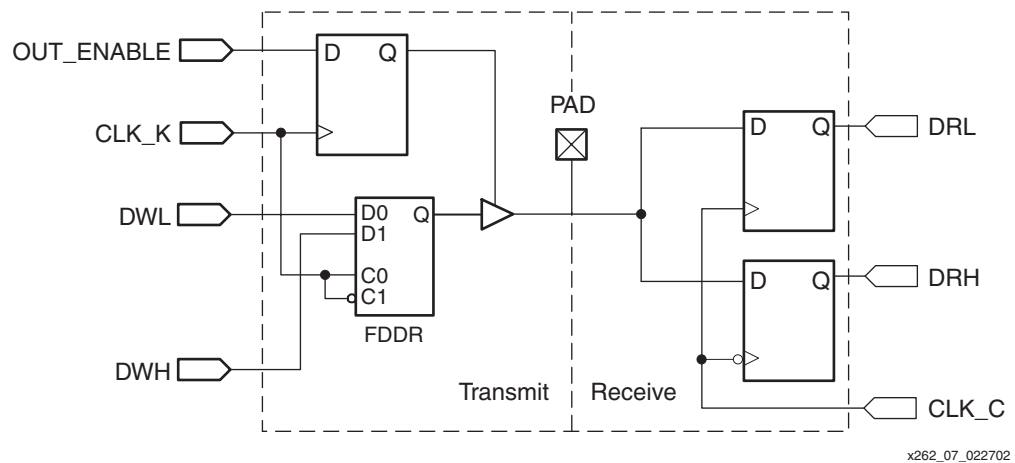 OUT_ENABLE
D Q
CLK_K
PAD
D Q
DRL
DWL
D0 Q
D1
C0
C1
FDDR
D Q
DRH
DWH
Transmit Receive
CLK_C
x262_07_022702